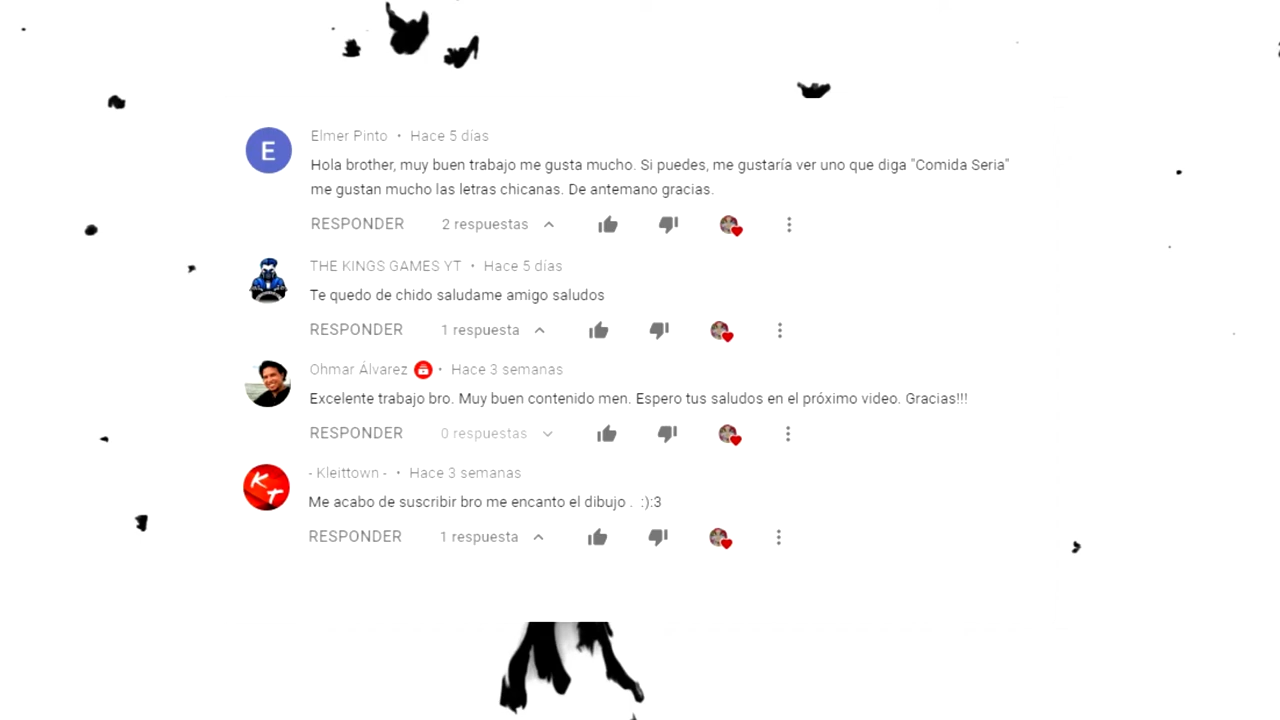 E
Elmer Pinto • Hace 5 días
Hola brother, muy buen trabajo me gusta mucho. Si puedes, me gustaría ver uno que diga "Comida Seria"
me gustan mucho las letras chicanas. De antemano gracias.
RESPONDER 2 respuestas
THE KINGS GAMES YT • Hace 5 días
Te quedo de chido saludame amigo saludos
RESPONDER 1 respuesta
Ohmar Álvarez • Hace 3 semanas
Excelente trabajo bro. Muy buen contenido men. Espero tus saludos en el próximo video. Gracias!!!
RESPONDER 0 respuestas
KT
- Kleittown - • Hace 3 semanas
Me acabo de suscribir bro me encanto el dibujo . :):3
RESPONDER 1 respuesta